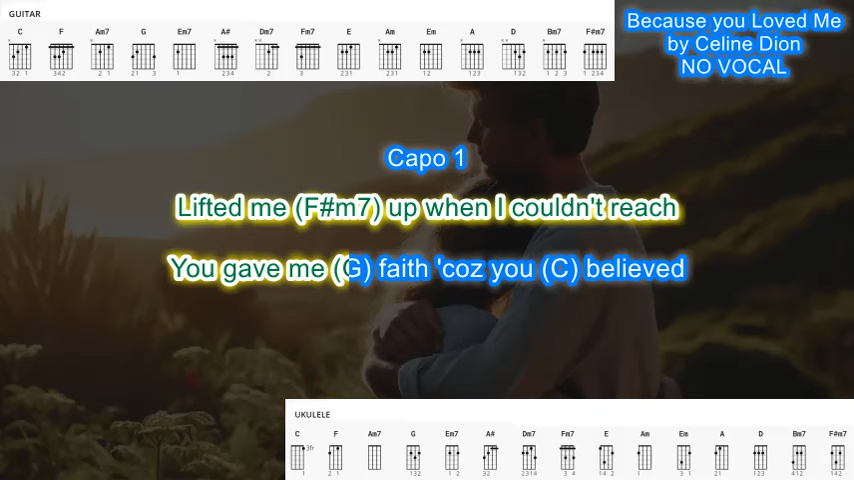 GUITAR
C F Am7 G Em7 A# Dm7 Fm7 E Am Em A D Bm7 F#m7
Because you Loved Me
by Celine Dion
NO VOCAL
Capo 1
Lifted me (F#m7) up when I couldn't reach
You gave me (G) faith 'coz you (C) believed
UKULELE
C F Am7 G Em7 A# Dm7 Fm7 E Am Em A D Bm7 F#m7
3fr